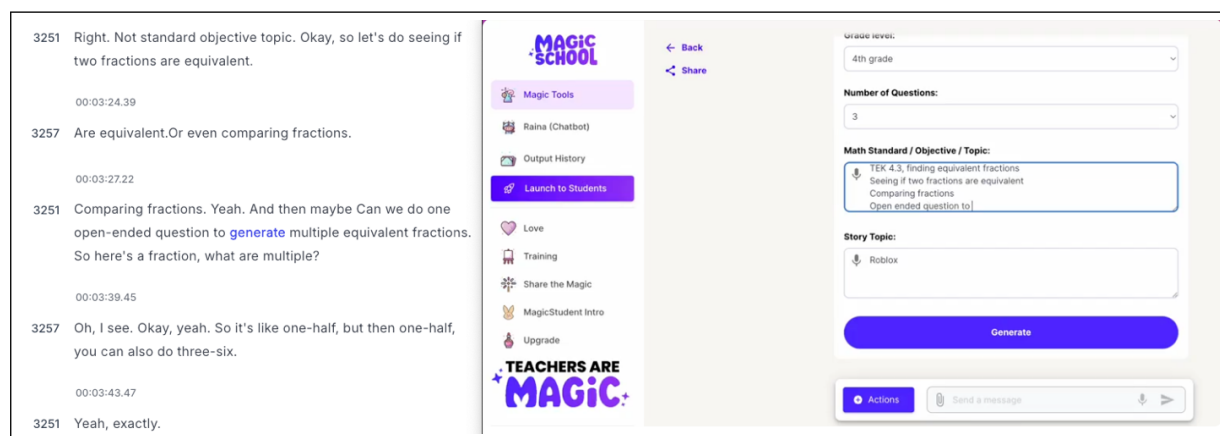 3251 Right. Not standard objective topic. Okay, so let's do seeing if
two fractions are equivalent.
00:03:24.39
3257 Are equivalent.Or even comparing fractions.
00:03:27.22
3251 Comparing fractions. Yeah. And then maybe Can we do one
open-ended question to generate multiple equivalent fractions.
So here's a fraction, what are multiple?
00:03:39.45
3257 Oh, I see. Okay, yeah. So it's like one-half, but then one-half,
you can also do three-six.
00:03:43.47
3251 Yeah, exactly.
MAGIC
SCHOOL
Magic Tools
Raina (Chatbot)
Output History
Launch to Students
Love
Training
Share the Magic
MagicStudent Intro
Upgrade
TEACHERS ARE
MAGIC
Back
Share
Grade level:
4th grade
Number of Questions:
3
Math Standard / Objective / Topic:
TEK 4.3, finding equivalent fractions
Seeing if two fractions are equivalent
Comparing fractions
Open ended question to
Story Topic:
Roblox
Generate
Actions
Send a message